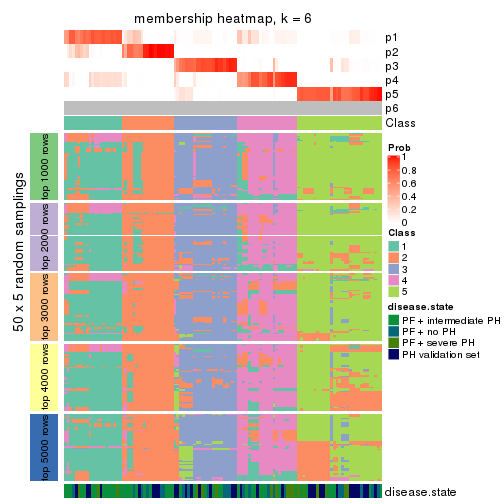 membership heatmap, k = 6
p1
p2
p3
p4
p5
p6
Class
50 x 5 random samplings
top 1000 rows
top 2000 rows
top 3000 rows
top 4000 rows
top 5000 rows
Prob
1
0.8
0.6
0.4
0.2
0
Class
1
2
3
4
5
disease.state
PF+ intermediate PH
PF+ no PH
PF+ severe PH
PH validation set
disease.state